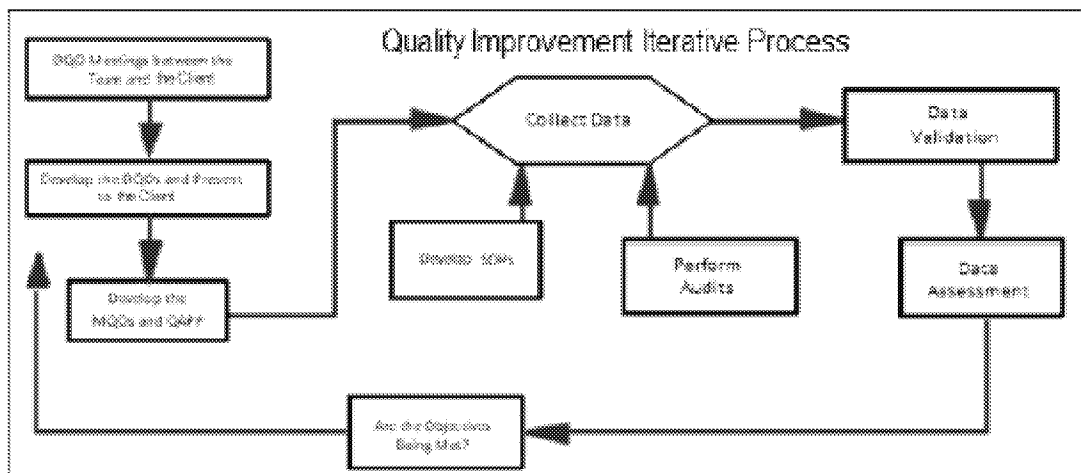 Quality Improvement Iterative Process
DQO Meetings between the
Team and the Client
Develop the DQOs and Present
to the Client
Develop the
MQOs and QAPP
Collect Data
Develop SOPs
Perform
Audits
Data
Validation
Data
Assessment
Are the Objectives
Being Met?